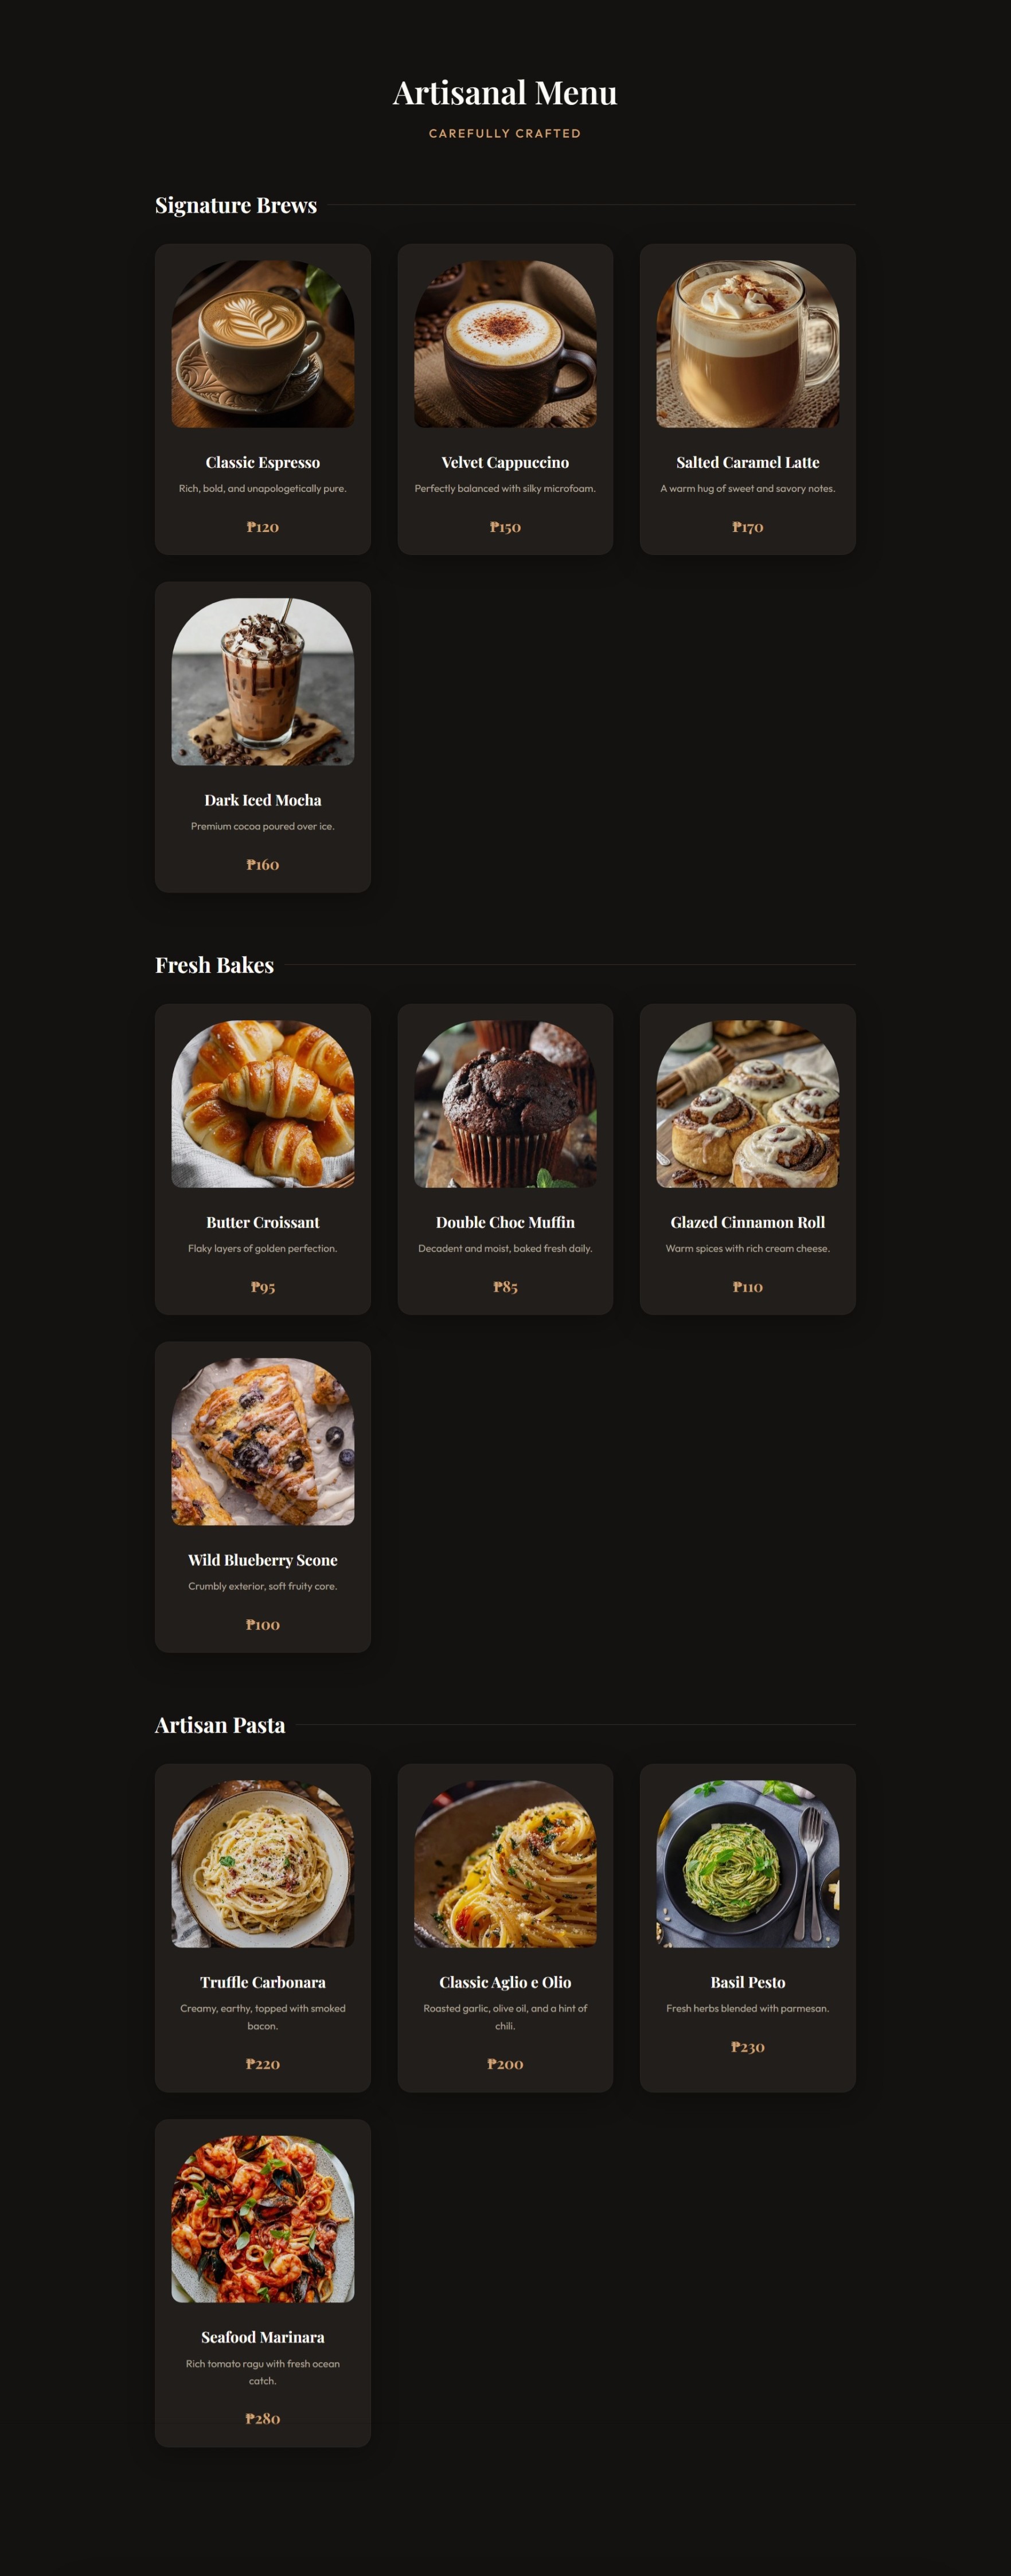 Artisanal Menu
CAREFULLY CRAFTED
Signature Brews
Classic Espresso
Rich, bold, and unapologetically pure.
₱120
Velvet Cappuccino
Perfectly balanced with silky microfoam.
₱150
Salted Caramel Latte
A warm hug of sweet and savory notes.
₱170
Dark Iced Mocha
Premium cocoa poured over ice.
₱160
Fresh Bakes
Butter Croissant
Flaky layers of golden perfection.
₱95
Double Choc Muffin
Decadent and moist, baked fresh daily.
₱85
Glazed Cinnamon Roll
Warm spices with rich cream cheese.
₱110
Wild Blueberry Scone
Crumbly exterior, soft fruity core.
₱100
Artisan Pasta
Truffle Carbonara
Creamy, earthy, topped with smoked
bacon.
₱220
Classic Aglio e Olio
Roasted garlic, olive oil, and a hint of
chili.
₱200
Basil Pesto
Fresh herbs blended with parmesan.
₱230
Seafood Marinara
Rich tomato ragu with fresh ocean
catch.
₱280